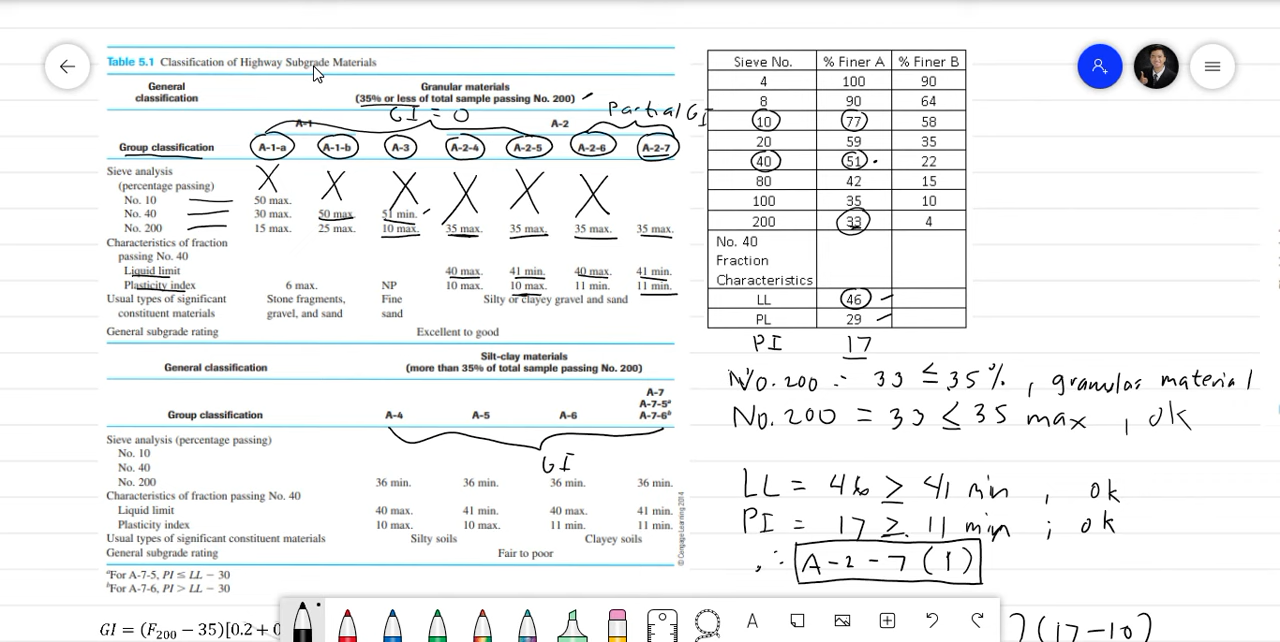 Table 5.1 Classification of Highway Subgrade Materials
General classification
Granular materials
(35% or less of total sample passing No. 200)
GI = 0
Partial GI
A-1
A-2
Group classification A-1-a A-1-b A-3 A-2-4 A-2-5 A-2-6 A-2-7
Sieve analysis
(percentage passing)
X X X X X X
No. 10 50 max.
No. 40 30 max. 50 max. 51 min.
No. 200 15 max. 25 max. 10 max. 35 max. 35 max. 35 max. 35 max.
Characteristics of fraction
passing No. 40
Liquid limit 40 max. 41 min. 40 max. 41 min.
Plasticity index 6 max. NP 10 max. 10 max. 11 min. 11 min.
Usual types of significant Stone fragments, Fine Silty or clayey gravel and sand
constituent materials gravel, and sand sand
General subgrade rating Excellent to good
General classification
Silt-clay materials
(more than 35% of total sample passing No. 200)
A-7
A-7-5ᵃ
Group classification A-4 A-5 A-6 A-7-6ᵇ
Sieve analysis (percentage passing)
GI
No. 10
No. 40
No. 200 36 min. 36 min. 36 min. 36 min.
Characteristics of fraction passing No. 40
Liquid limit 40 max. 41 min. 40 max. 41 min.
Plasticity index 10 max. 10 max. 11 min. 11 min.
Usual types of significant constituent materials Silty soils Clayey soils
General subgrade rating Fair to poor
ᵃFor A-7-5, PI ≤ LL − 30
ᵇFor A-7-6, PI > LL − 30
© Cengage Learning 2014
GI = (F200 − 35)[0.2 + 0
Sieve No. % Finer A % Finer B
4 100 90
8 90 64
10 77 58
20 59 35
40 51 22
80 42 15
100 35 10
200 33 4
No. 40
Fraction
Characteristics
LL 46
PL 29
PI 17
No. 200 = 33 ≤ 35%, granular material
No. 200 = 33 ≤ 35 max, ok
LL = 46 ≥ 41 min, ok
PI = 17 ≥ 11 min; ok
∴ A-2-7 (1)
)(17-10)
A